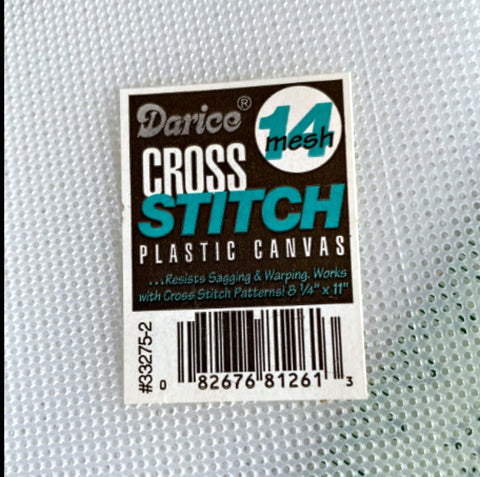 Darice®
14
mesh
CROSS
STITCH
PLASTIC CANVAS
...Resists Sagging & Warping. Works
with Cross Stitch Patterns! 8 ¼" x 11"
#33275-2
0 82676 81261 3